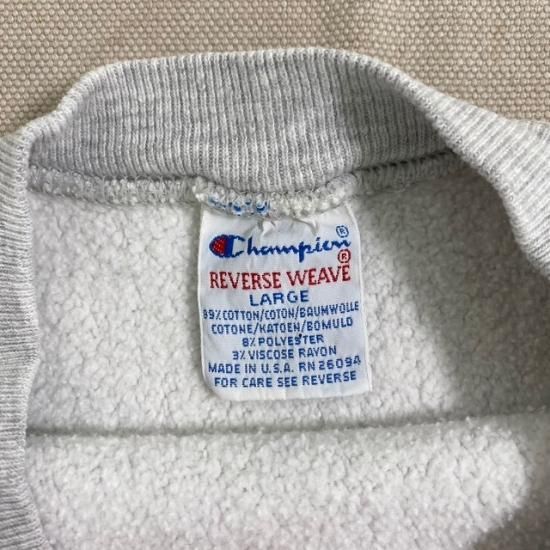 Champion®
REVERSE WEAVE®
LARGE
89% COTTON/COTON/BAUMWOLLE
COTONE/KATOEN/BOMULD
8% POLYESTER
3% VISCOSE RAYON
MADE IN U.S.A. RN 26094
FOR CARE SEE REVERSE